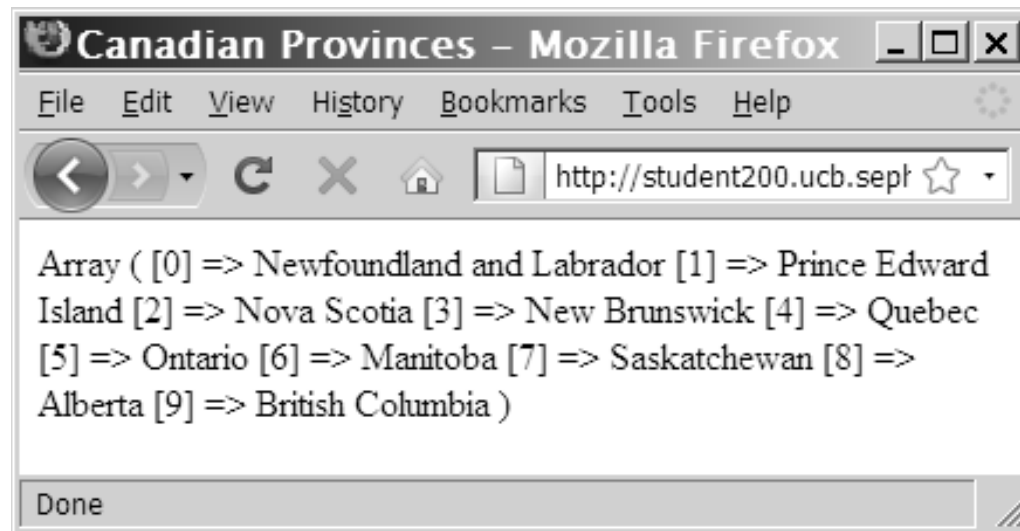 Canadian Provinces – Mozilla Firefox
File Edit View History Bookmarks Tools Help
http://student200.ucb.seph
Array ( [0] => Newfoundland and Labrador [1] => Prince Edward
Island [2] => Nova Scotia [3] => New Brunswick [4] => Quebec
[5] => Ontario [6] => Manitoba [7] => Saskatchewan [8] =>
Alberta [9] => British Columbia )
Done